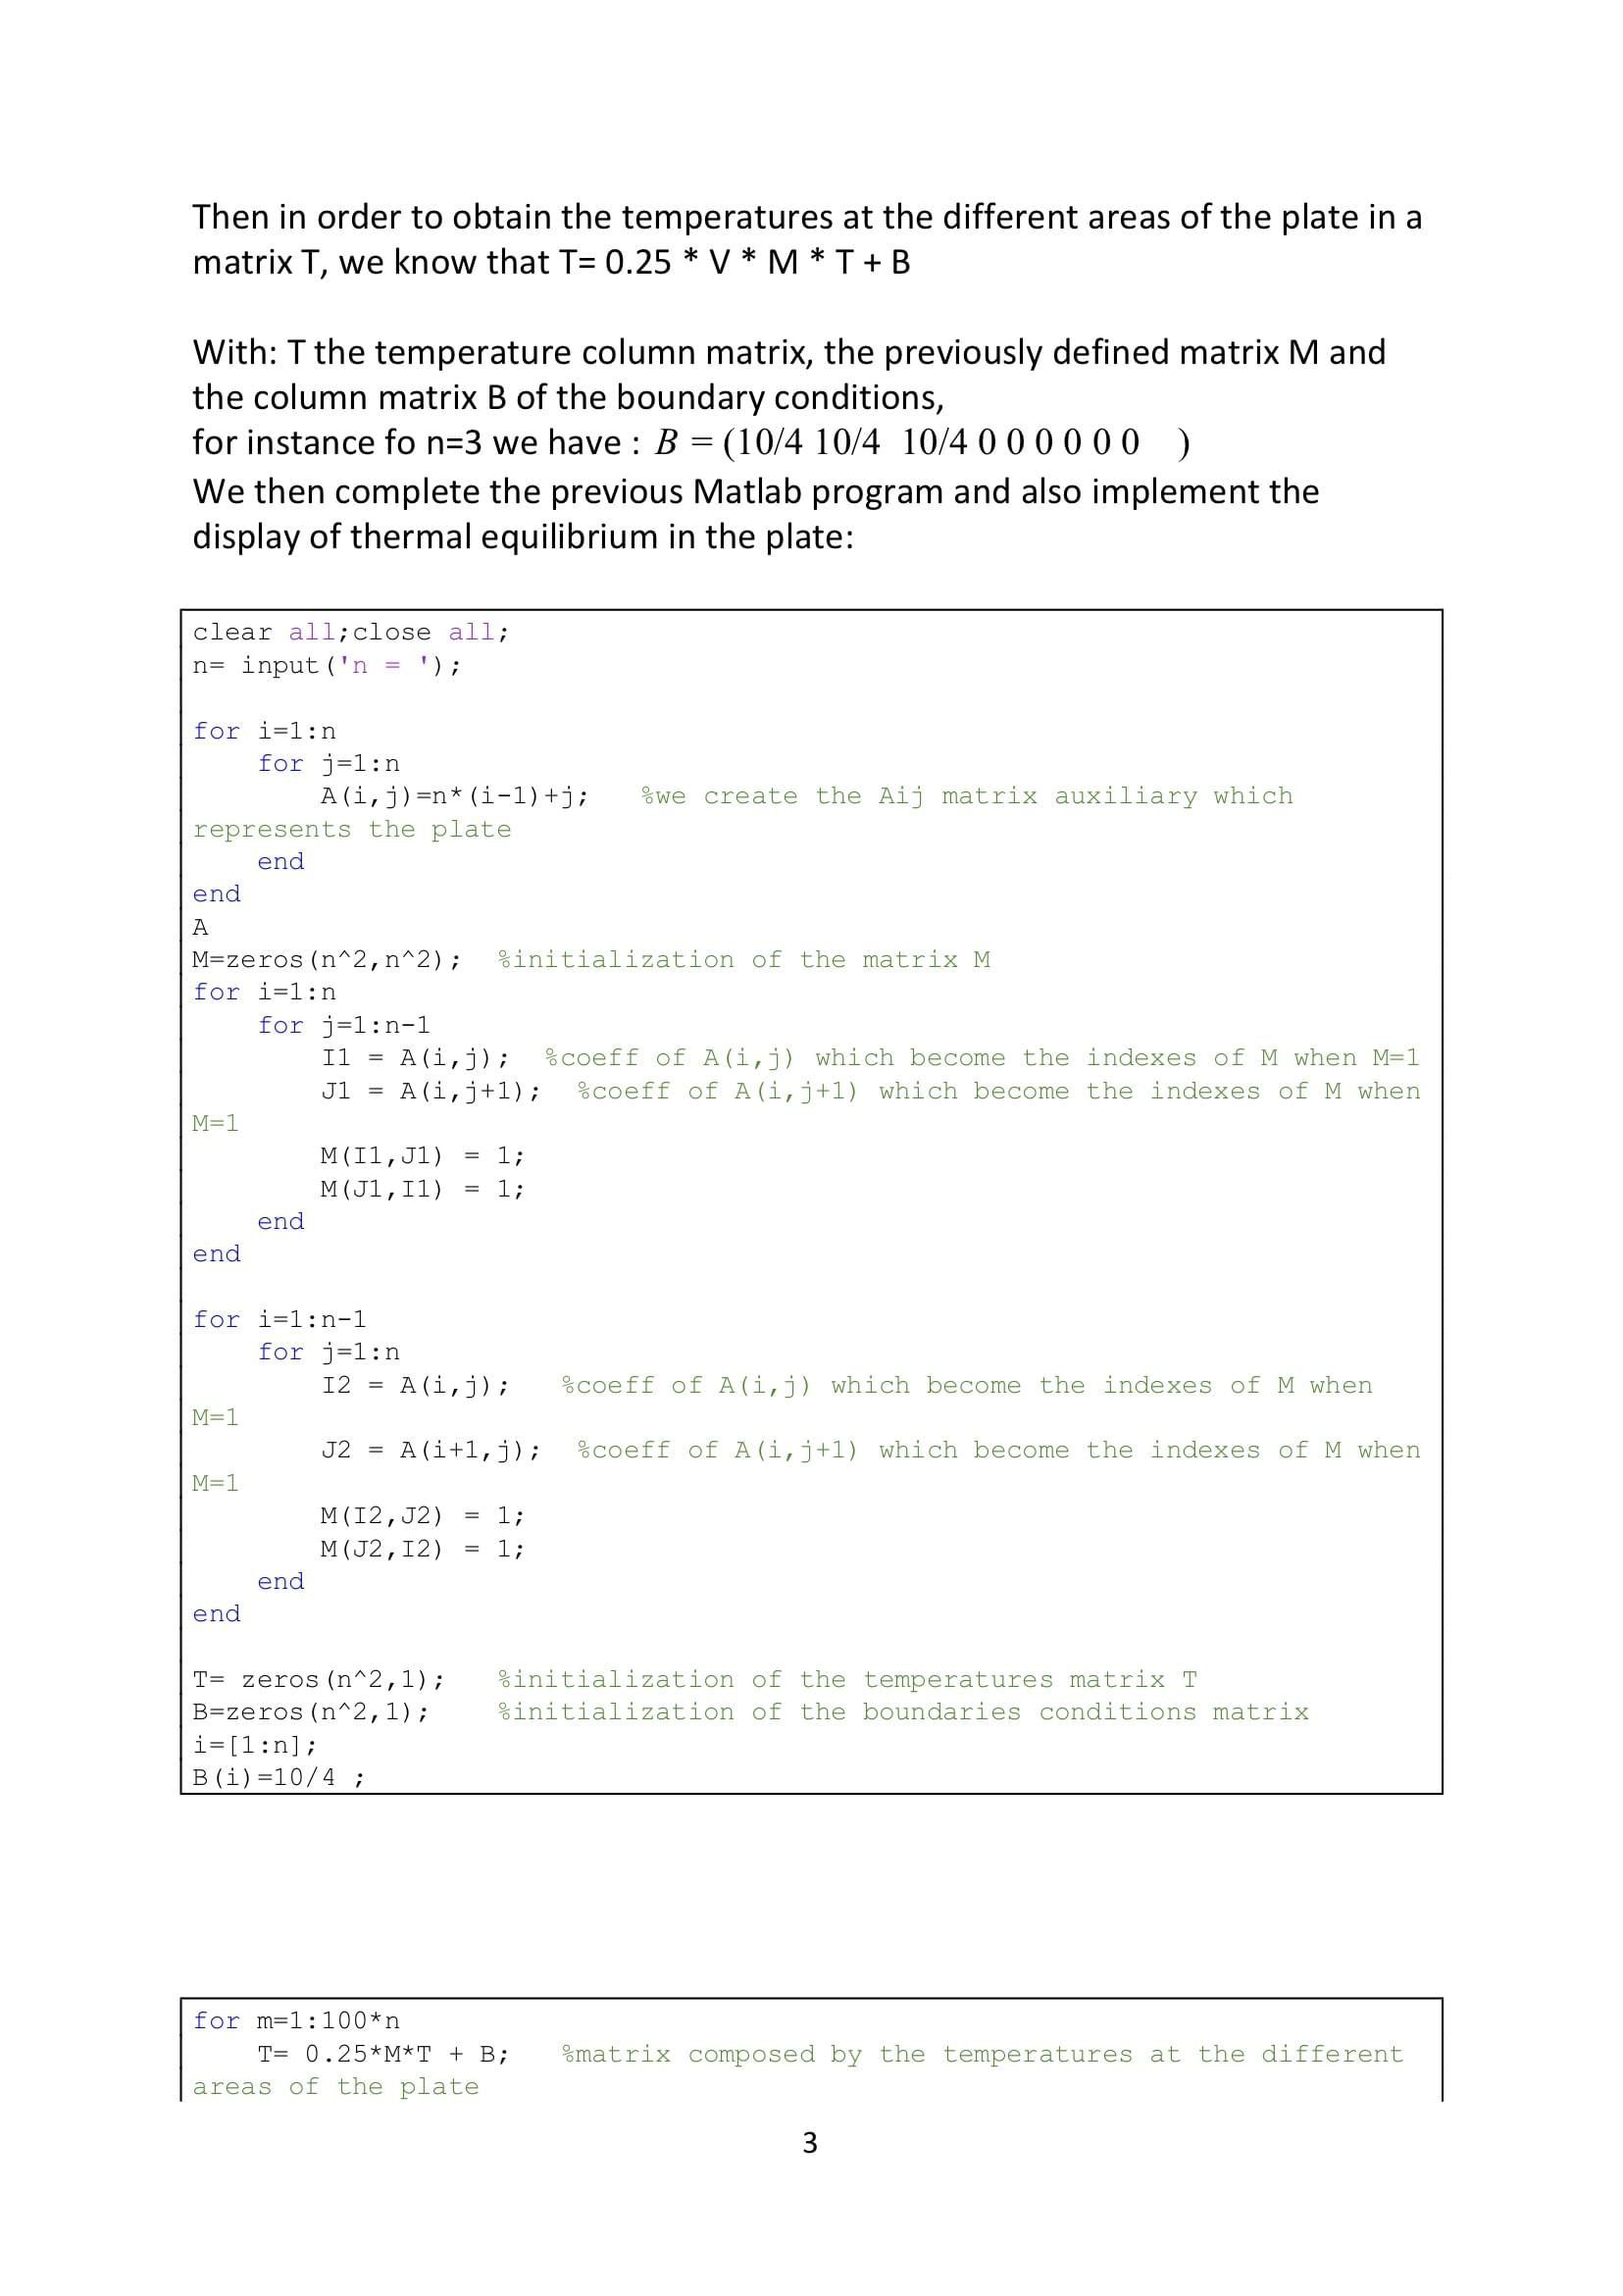 Then in order to obtain the temperatures at the different areas of the plate in a
matrix T, we know that T= 0.25 * V * M * T + B
With: T the temperature column matrix, the previously defined matrix M and
the column matrix B of the boundary conditions,
for instance fo n=3 we have : B = (10/4 10/4  10/4 0 0 0 0 0 0   )
We then complete the previous Matlab program and also implement the
display of thermal equilibrium in the plate:
clear all;close all;
n= input('n = ');
for i=1:n
    for j=1:n
        A(i,j)=n*(i-1)+j;   %we create the Aij matrix auxiliary which
represents the plate
    end
end
A
M=zeros(n^2,n^2);  %initialization of the matrix M
for i=1:n
    for j=1:n-1
        I1 = A(i,j);  %coeff of A(i,j) which become the indexes of M when M=1
        J1 = A(i,j+1);  %coeff of A(i,j+1) which become the indexes of M when
M=1
        M(I1,J1) = 1;
        M(J1,I1) = 1;
    end
end
for i=1:n-1
    for j=1:n
        I2 = A(i,j);   %coeff of A(i,j) which become the indexes of M when
M=1
        J2 = A(i+1,j);  %coeff of A(i,j+1) which become the indexes of M when
M=1
        M(I2,J2) = 1;
        M(J2,I2) = 1;
    end
end
T= zeros(n^2,1);   %initialization of the temperatures matrix T
B=zeros(n^2,1);    %initialization of the boundaries conditions matrix
i=[1:n];
B(i)=10/4 ;
for m=1:100*n
    T= 0.25*M*T + B;   %matrix composed by the temperatures at the different
areas of the plate
3